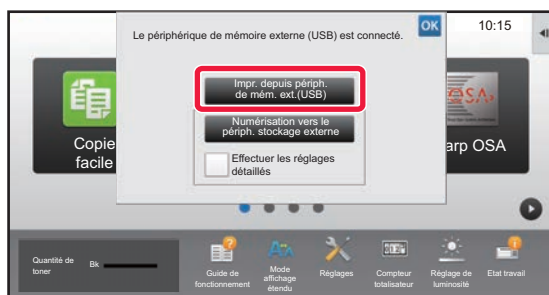 Le périphérique de mémoire externe (USB) est connecté.
OK
10:15
Impr. depuis périph.
de mém. ext.(USB)
Numérisation vers le
périph. stockage externe
Effectuer les réglages
détaillés
Copie
facile
arp OSA
Quantité de
toner
Bk
Guide de
fonctionnement
Mode
affichage
étendu
Réglages
Compteur
totalisateur
Réglage de
luminosité
Etat travail